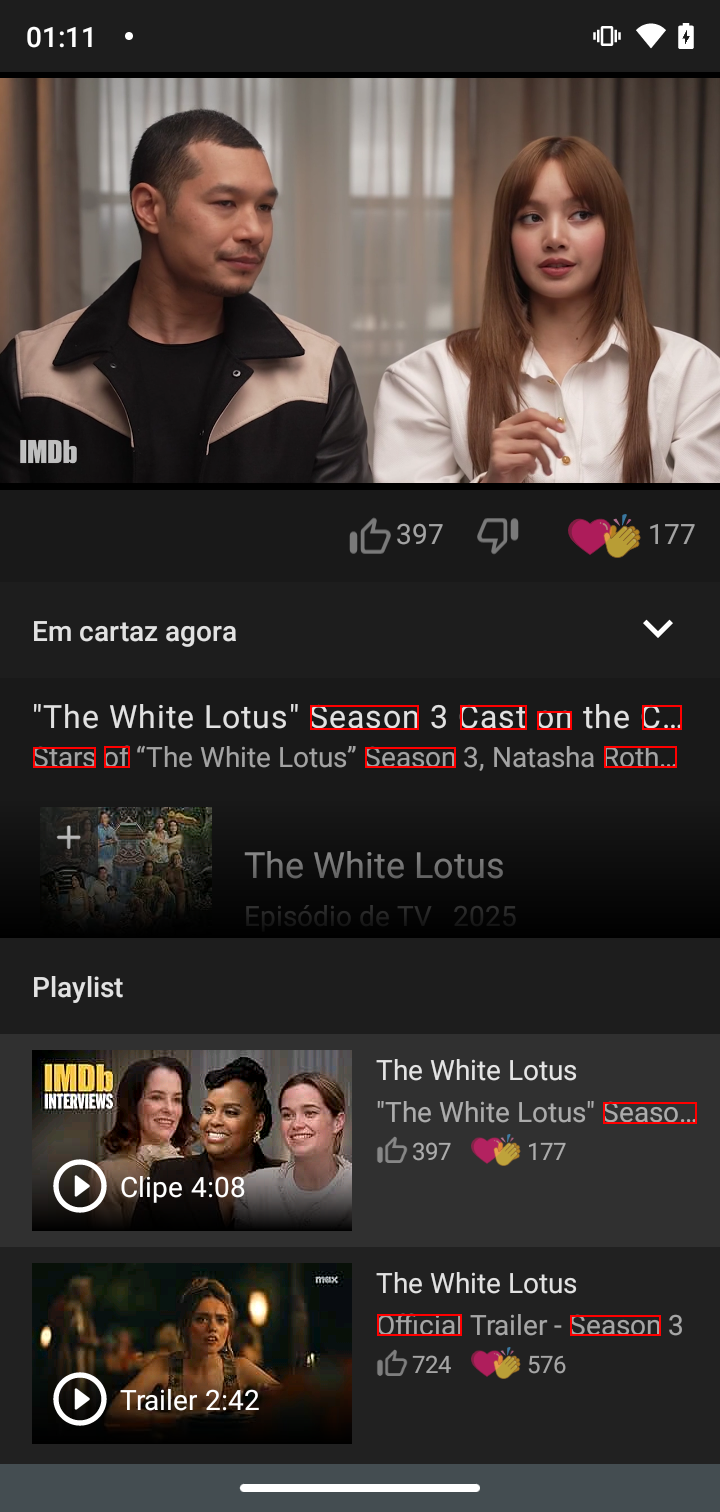 01:11
IMDb
397 177
Em cartaz agora
"The White Lotus" Season 3 Cast on the C...
Stars of “The White Lotus” Season 3, Natasha Roth...
The White Lotus
Episódio de TV 2025
Playlist
IMDb
INTERVIEWS
Clipe 4:08
The White Lotus
"The White Lotus" Seaso...
397 177
max
Trailer 2:42
The White Lotus
Official Trailer - Season 3
724 576